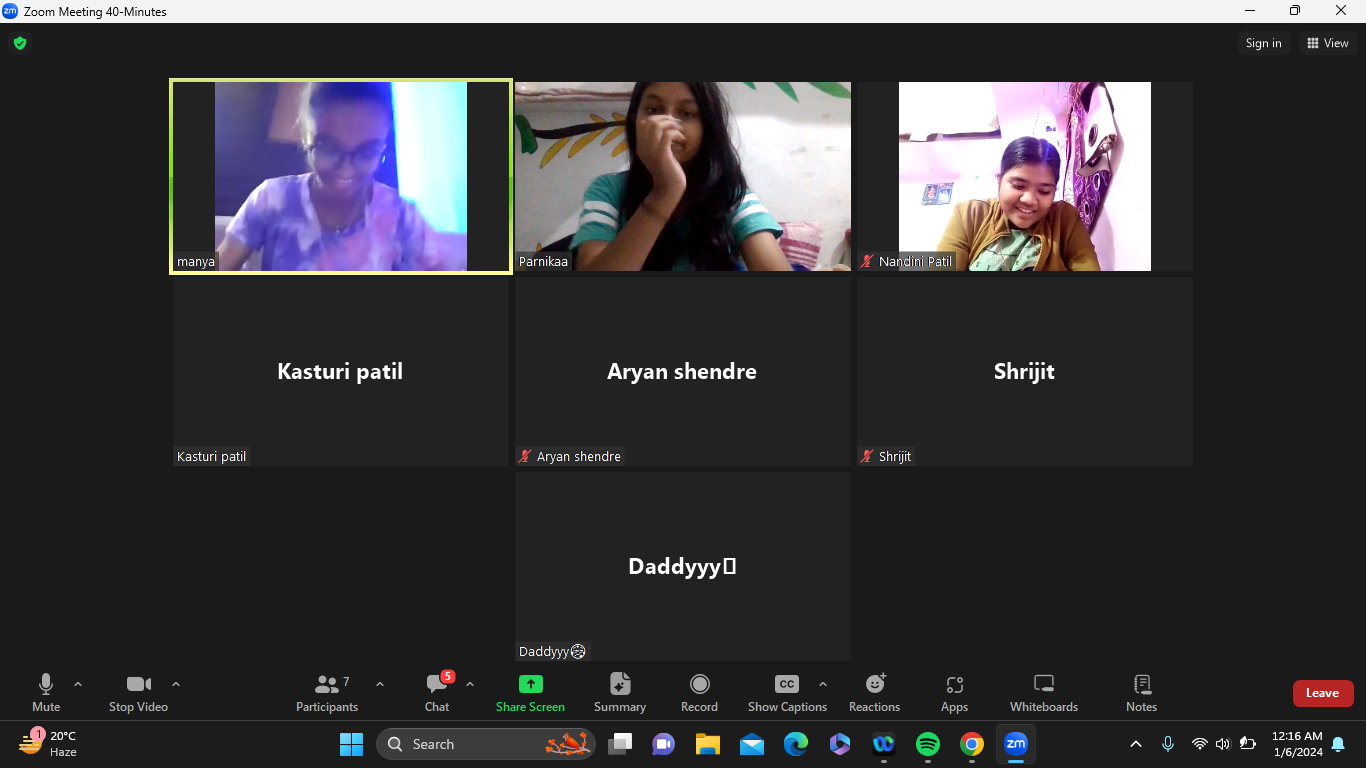 zm Zoom Meeting 40-Minutes
Sign in
View
manya
Parnikaa
Nandini Patil
Kasturi patil
Aryan shendre
Shrijit
Kasturi patil
Aryan shendre
Shrijit
Daddyyy
Daddyyy
Mute
Stop Video
Participants 7
Chat 5
Share Screen
Summary
Record
CC Show Captions
Reactions
Apps
Whiteboards
Notes
Leave
1
20°C
Haze
Search
zm
12:16 AM
1/6/2024